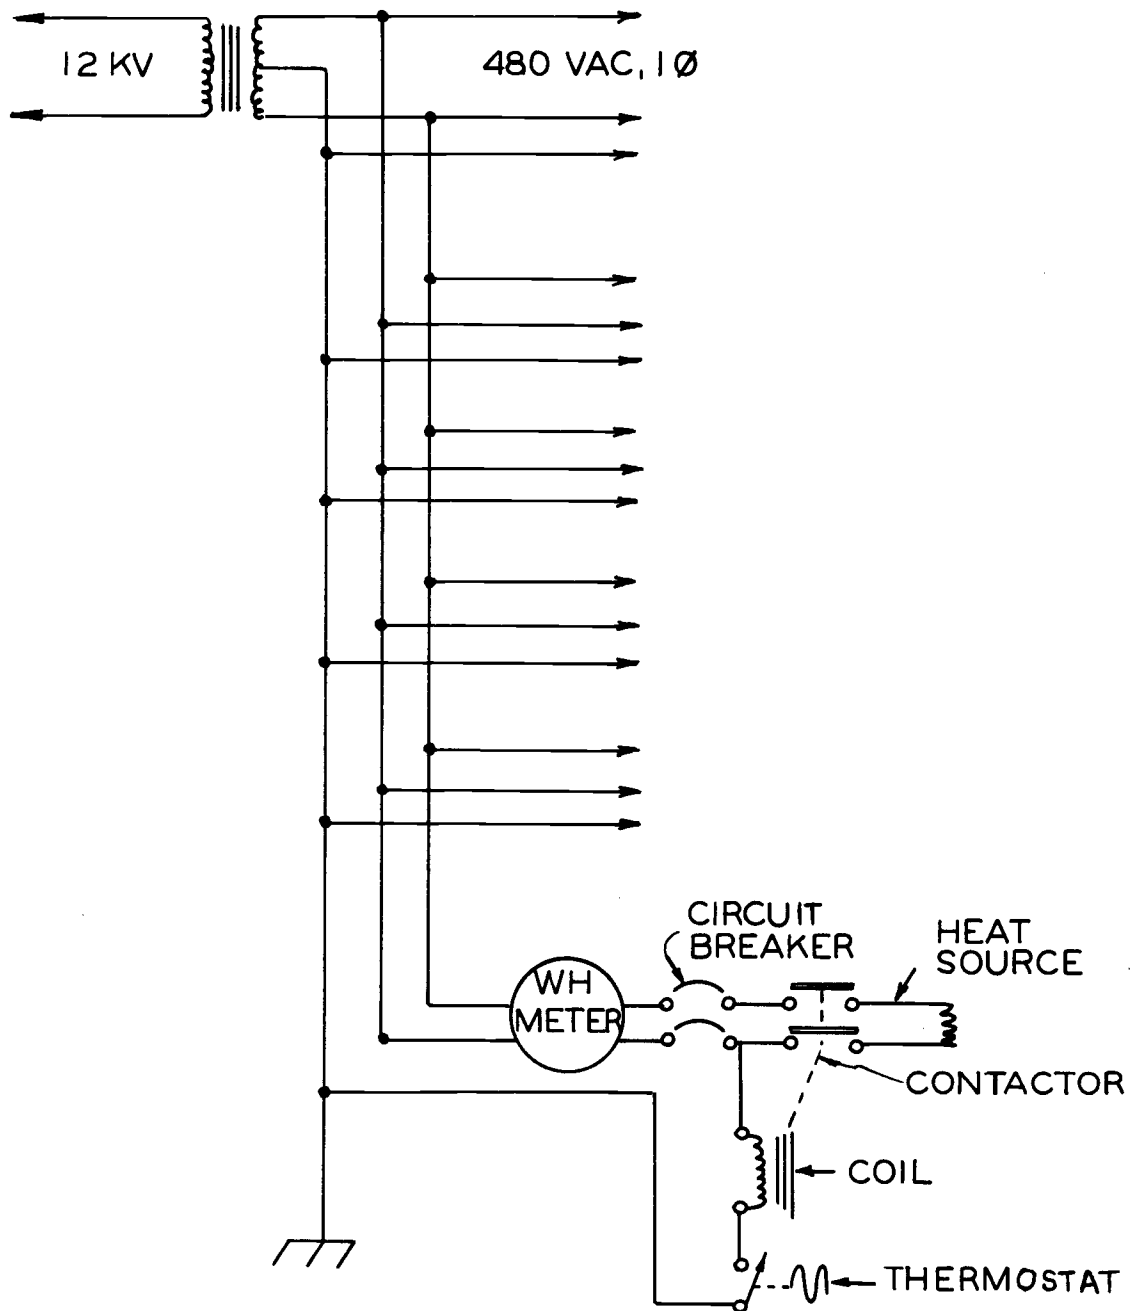 12 KV
480 VAC, 1Ø
CIRCUIT
BREAKER
HEAT
SOURCE
WH
METER
CONTACTOR
COIL
THERMOSTAT